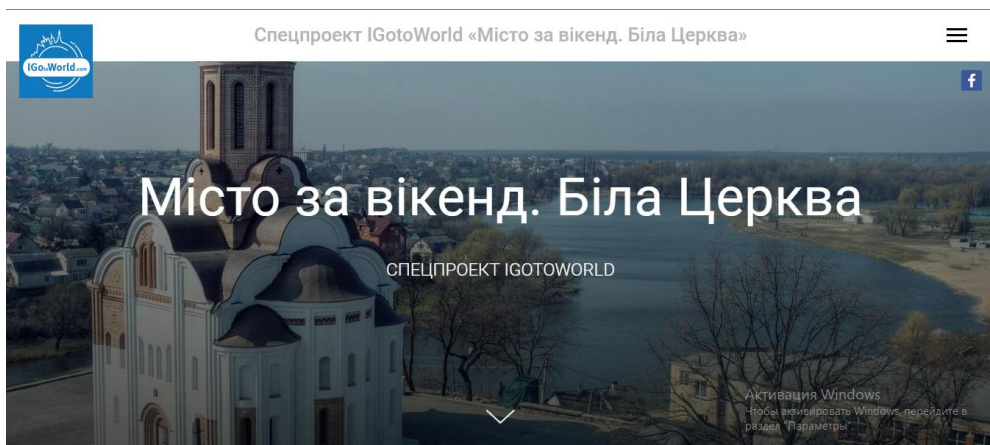 Спецпроект IGotoWorld «Місто за вікенд. Біла Церква»
IGotoWorld.com
f
Місто за вікенд. Біла Церква
СПЕЦПРОЕКТ IGOTOWORLD
Активация Windows
Чтобы активировать Windows, перейдите в
раздел "Параметры".